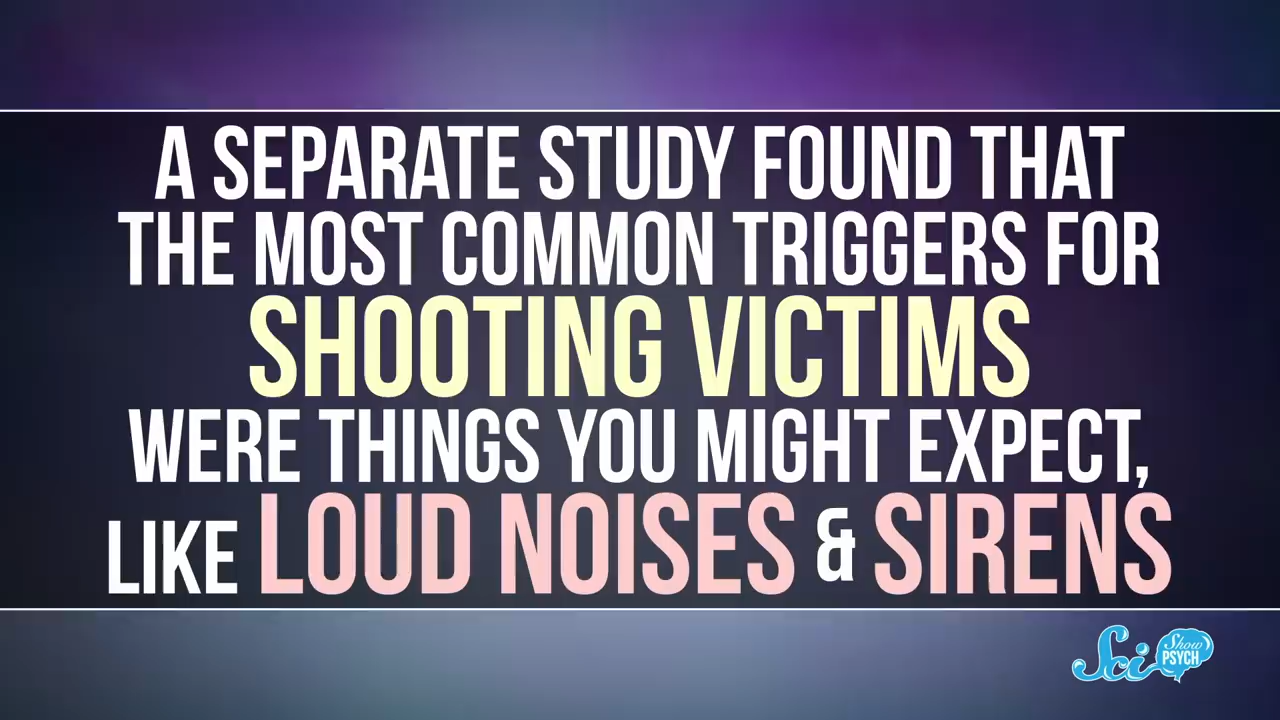 A SEPARATE STUDY FOUND THAT
THE MOST COMMON TRIGGERS FOR
SHOOTING VICTIMS
WERE THINGS YOU MIGHT EXPECT,
LIKE LOUD NOISES & SIRENS
Sci Show
PSYCH